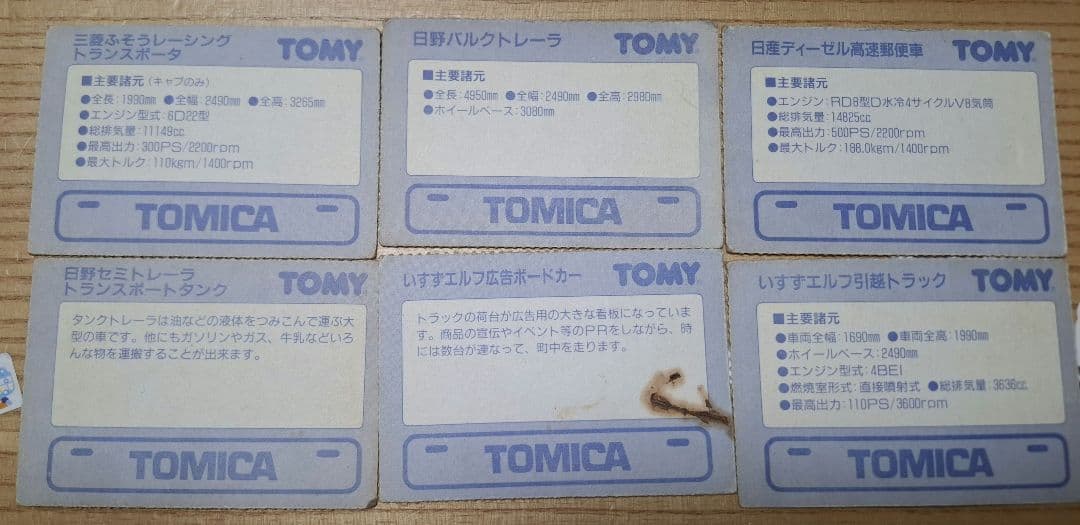 三菱ふそうレーシング
トランスポータ
TOMY
■主要諸元(キャブのみ)
●全長:1990mm ●全幅:2490mm ●全高:3265mm
●エンジン型式:6D22型
●総排気量:11149cc
●最高出力:300PS/2200rpm
●最大トルク:110kgm/1400rpm
TOMICA
日野バルクトレーラ
TOMY
■主要諸元
●全長:4950mm ●全幅:2490mm ●全高:2980mm
●ホイールベース:3080mm
TOMICA
日産ディーゼル高速郵便車
TOMY
■主要諸元
●エンジン:RD8型D水冷4サイクルV8気筒
●総排気量:14825cc
●最高出力:500PS/2200rpm
●最大トルク:188.0kgm/1400rpm
TOMICA
日野セミトレーラ
トランスポートタンク
TOMY
タンクトレーラは油などの液体をつみこんで運ぶ大
型の車です。他にもガソリンやガス、牛乳などいろ
んな物を運搬することが出来ます。
TOMICA
いすずエルフ広告ボードカー
TOMY
トラックの荷台が広告用の大きな看板になっていま
す。商品の宣伝やイベント等のPRをしながら、時
には数台が連なって、町中を走ります。
TOMICA
いすずエルフ引越トラック
TOMY
■主要諸元
●車両全幅:1690mm ●車両全高:1990mm
●ホイールベース:2490mm
●エンジン型式:4BE1
●燃焼室形式:直接噴射式 ●総排気量:3636cc
●最高出力:110PS/3600rpm
TOMICA